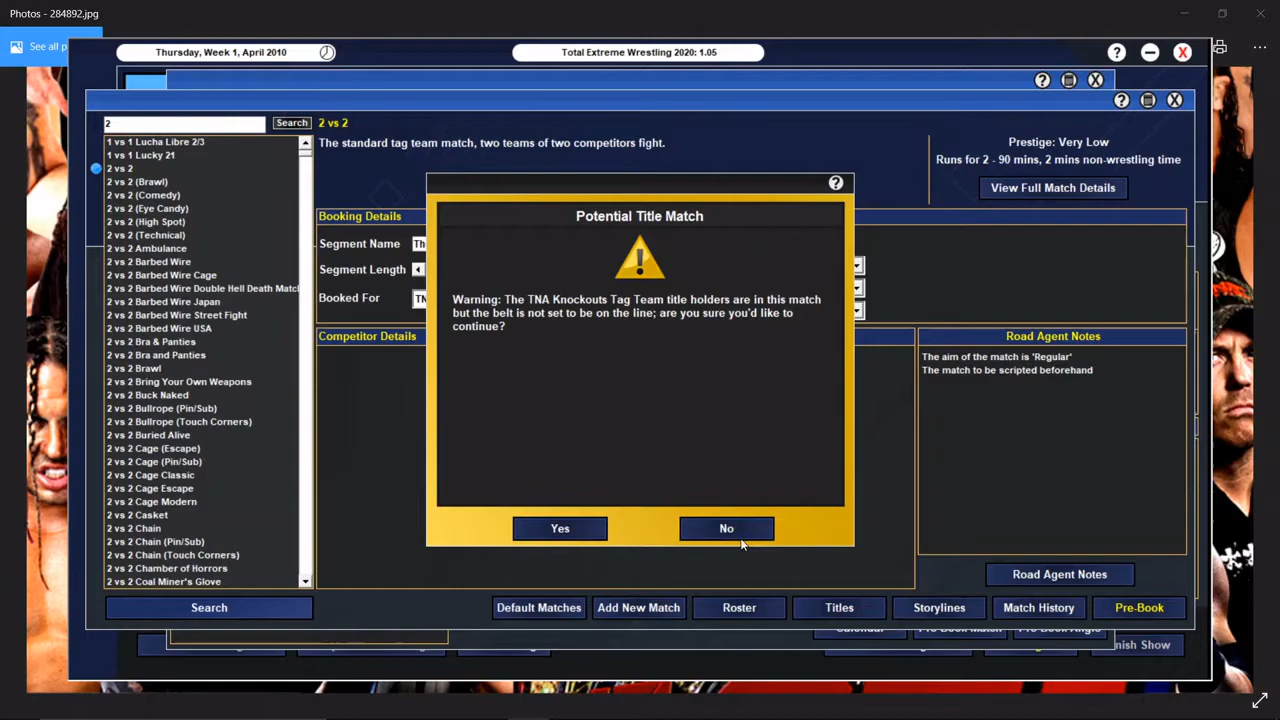 Photos - 284892.jpg
See all p
Thursday, Week 1, April 2010
Total Extreme Wrestling 2020: 1.05
2
Search
2 vs 2
The standard tag team match, two teams of two competitors fight.
Prestige: Very Low
Runs for 2 - 90 mins, 2 mins non-wrestling time
View Full Match Details
1 vs 1 Lucha Libre 2/3
1 vs 1 Lucky 21
2 vs 2
2 vs 2 (Brawl)
2 vs 2 (Comedy)
2 vs 2 (Eye Candy)
2 vs 2 (High Spot)
2 vs 2 (Technical)
2 vs 2 Ambulance
2 vs 2 Barbed Wire
2 vs 2 Barbed Wire Cage
2 vs 2 Barbed Wire Double Hell Death Matc
2 vs 2 Barbed Wire Japan
2 vs 2 Barbed Wire Street Fight
2 vs 2 Barbed Wire USA
2 vs 2 Bra & Panties
2 vs 2 Bra and Panties
2 vs 2 Brawl
2 vs 2 Bring Your Own Weapons
2 vs 2 Buck Naked
2 vs 2 Bullrope (Pin/Sub)
2 vs 2 Bullrope (Touch Corners)
2 vs 2 Buried Alive
2 vs 2 Cage (Escape)
2 vs 2 Cage (Pin/Sub)
2 vs 2 Cage Classic
2 vs 2 Cage Escape
2 vs 2 Cage Modern
2 vs 2 Casket
2 vs 2 Chain
2 vs 2 Chain (Pin/Sub)
2 vs 2 Chain (Touch Corners)
2 vs 2 Chamber of Horrors
2 vs 2 Coal Miner's Glove
Search
Booking Details
Segment Name
Th
Segment Length
Booked For
TN
Competitor Details
Potential Title Match
Warning: The TNA Knockouts Tag Team title holders are in this match
but the belt is not set to be on the line; are you sure you'd like to
continue?
Yes
No
Road Agent Notes
The aim of the match is 'Regular'
The match to be scripted beforehand
Road Agent Notes
Default Matches
Add New Match
Roster
Titles
Storylines
Match History
Pre-Book
Calendar
Pre-Book Match
Pre-Book Angle
nish Show